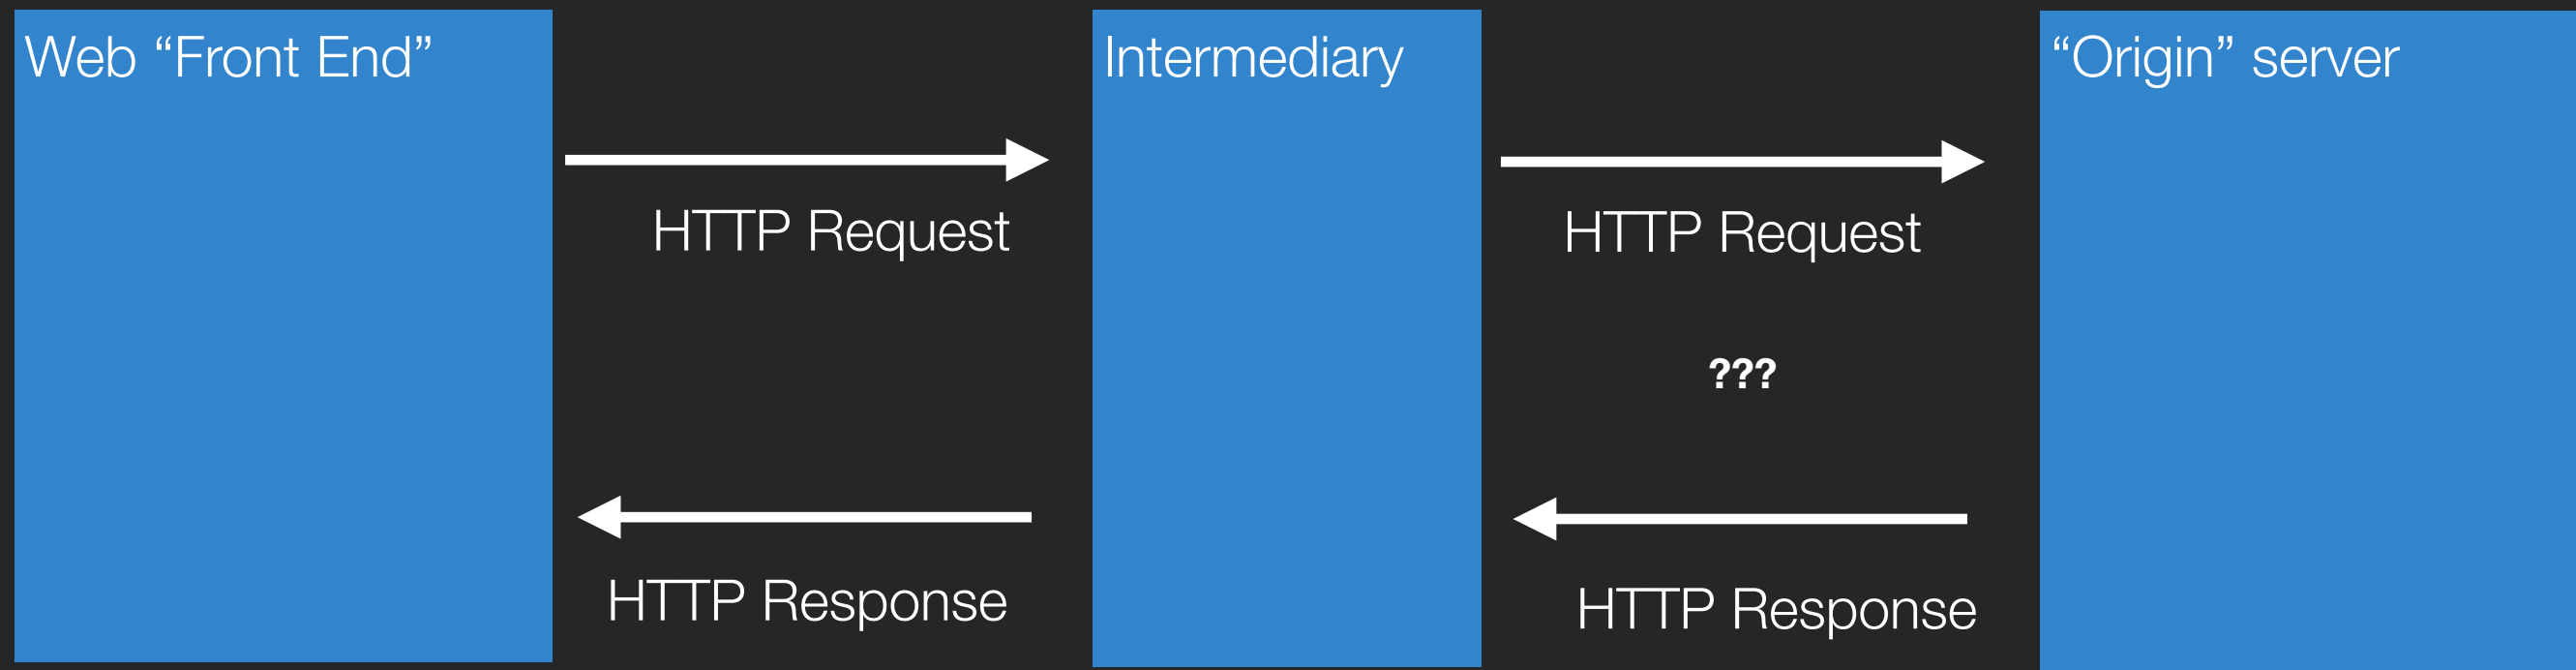 Web “Front End”
Intermediary
“Origin” server
HTTP Request
HTTP Request
???
HTTP Response
HTTP Response